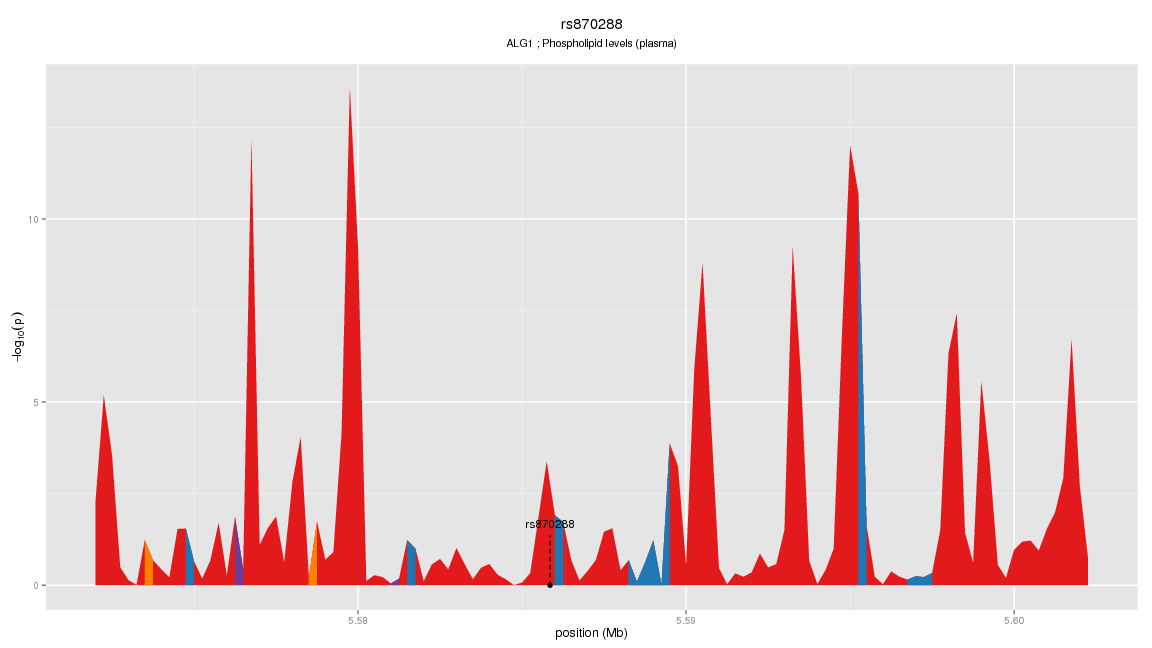 rs870288
ALG1 ; Phospholipid levels (plasma)
−log10(p)
10
5
0
rs870288
5.58
5.59
5.60
position (Mb)